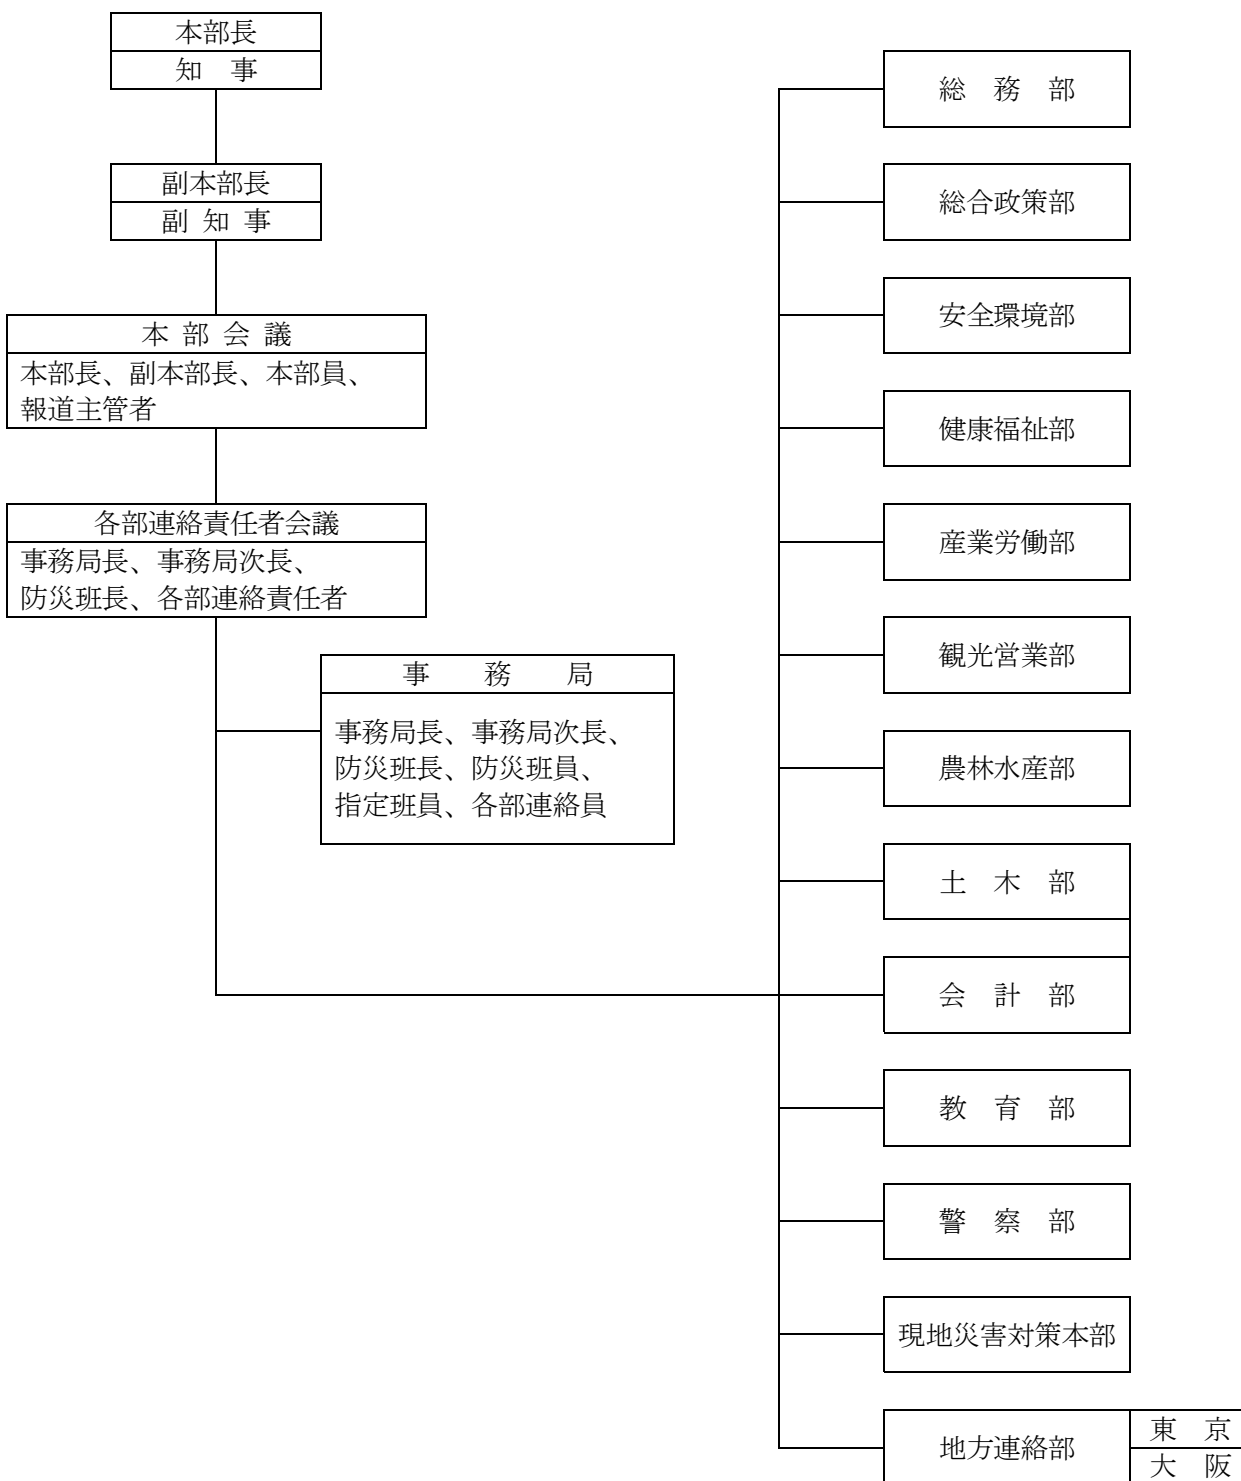 本部長
知　事
副本部長
副 知 事
本 部 会 議
本部長、副本部長、本部員、
報道主管者
各部連絡責任者会議
事務局長、事務局次長、
防災班長、各部連絡責任者
事　　務　　局
事務局長、事務局次長、
防災班長、防災班員、
指定班員、各部連絡員
総　務　部
総合政策部
安全環境部
健康福祉部
産業労働部
観光営業部
農林水産部
土　木　部
会　計　部
教　育　部
警　察　部
現地災害対策本部
地方連絡部
東　京
大　阪